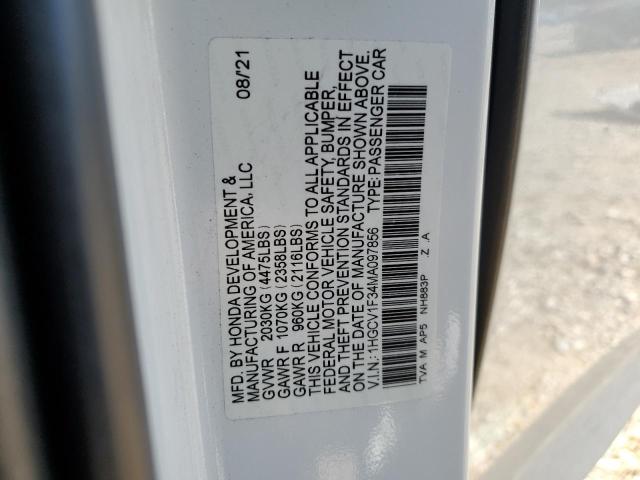 MFD. BY HONDA DEVELOPMENT & 08/21
MANUFACTURING OF AMERICA, LLC
GVWR 2030KG (4475LBS)
GAWR F 1070KG (2358LBS)
GAWR R 960KG (2116LBS)
THIS VEHICLE CONFORMS TO ALL APPLICABLE
FEDERAL MOTOR VEHICLE SAFETY, BUMPER,
AND THEFT PREVENTION STANDARDS IN EFFECT
ON THE DATE OF MANUFACTURE SHOWN ABOVE.
V.I.N.:1HGCV1F34MA097856 TYPE:PASSENGER CAR
TVA M AP5 NH883P .Z .A